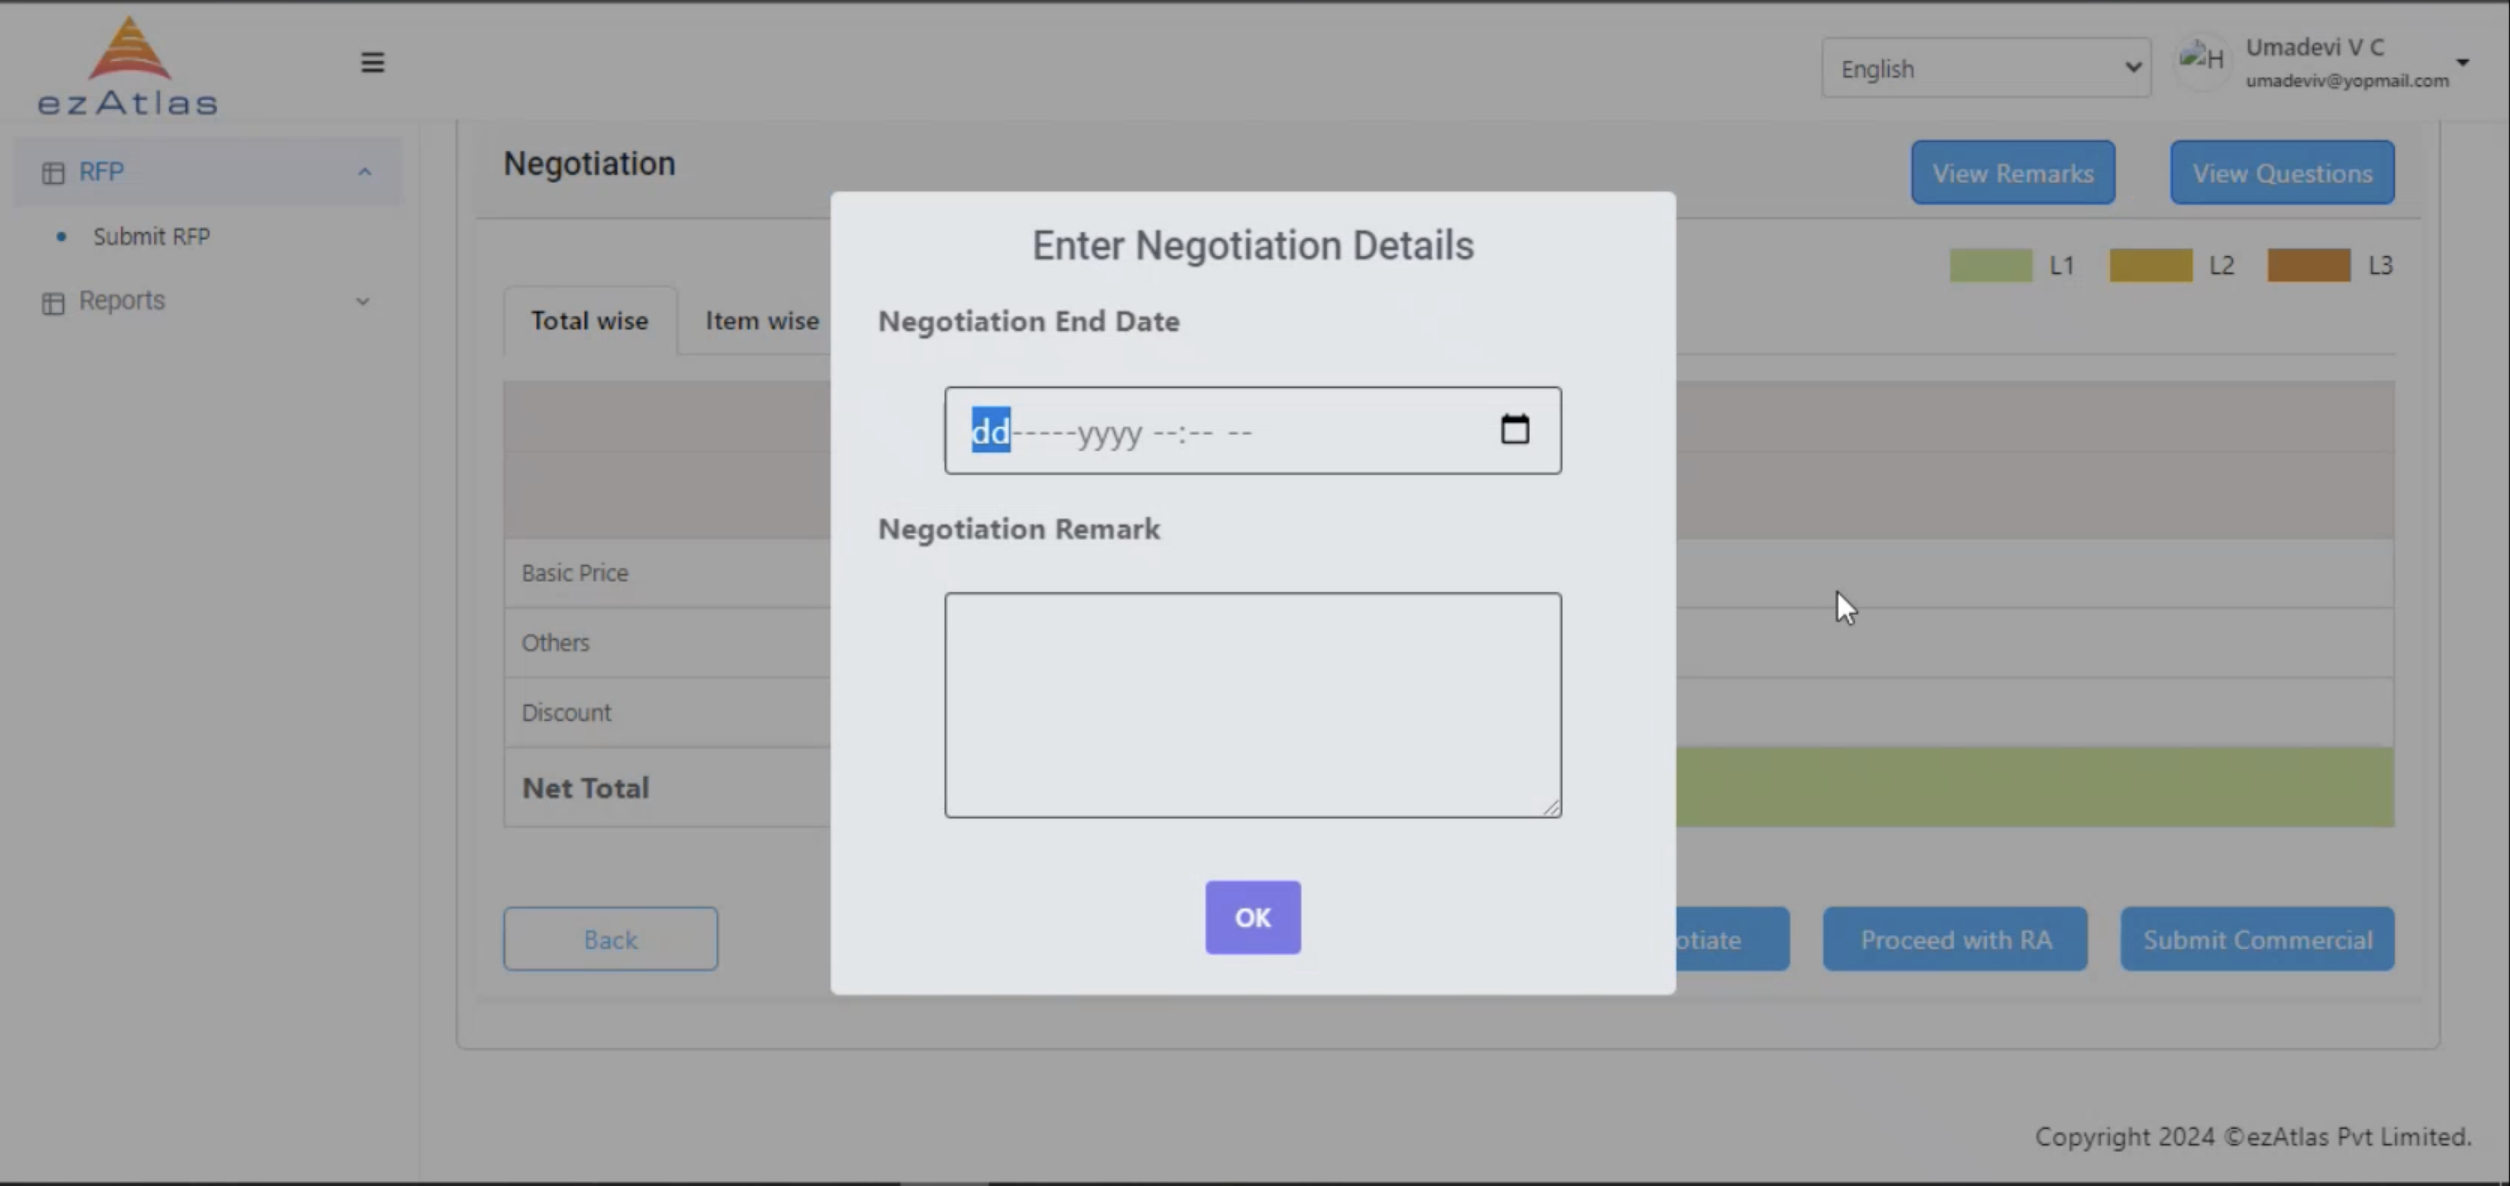 ezAtlas
English
H
Umadevi V C
umadeviv@yopmail.com
RFP
Submit RFP
Reports
Negotiation
View Remarks
View Questions
L1
L2
L3
Total wise
Item wise
Basic Price
Others
Discount
Net Total
Enter Negotiation Details
Negotiation End Date
dd-----yyyy --:-- --
Negotiation Remark
OK
Back
otiate
Proceed with RA
Submit Commercial
Copyright 2024 ©ezAtlas Pvt Limited.